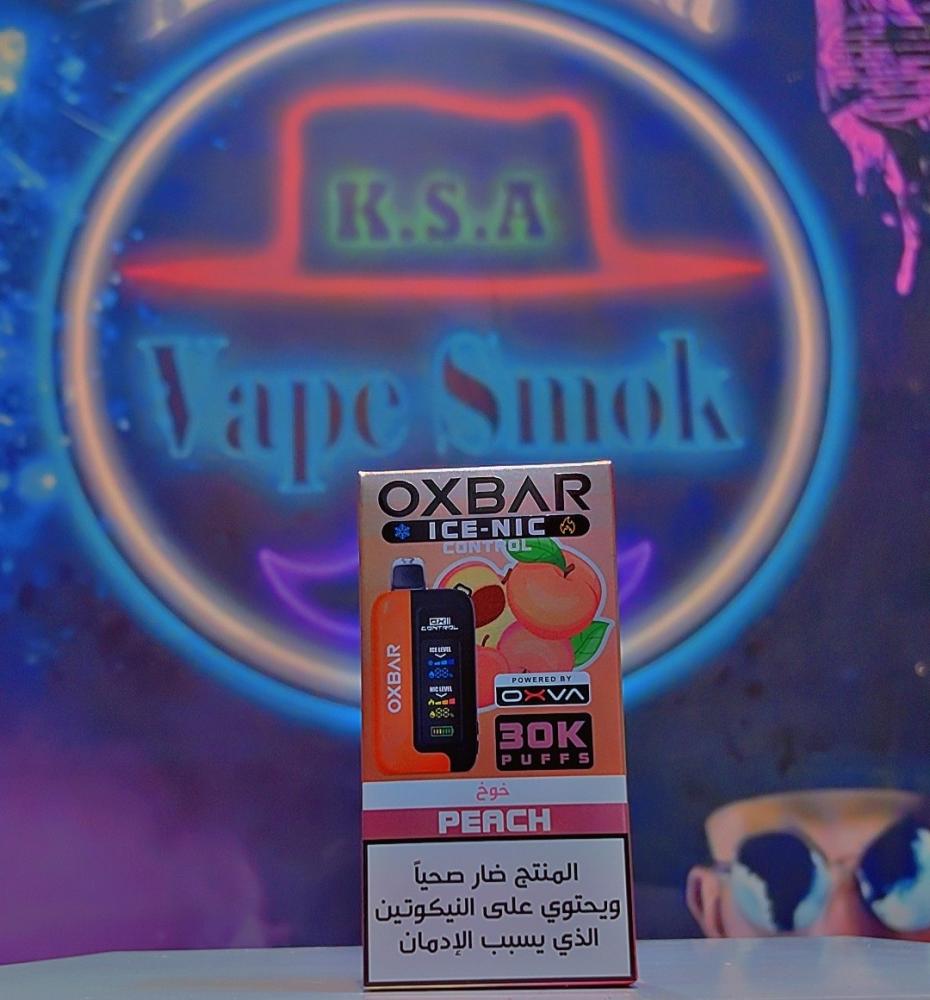 K.S.A
Vape Smok
OXBAR
ICE-NIC
CONTROL
OXBAR
CONTROL
ICE LEVEL
NIC LEVEL
POWERED BY
OXVA
30K
PUFFS
خوخ
PEACH
المنتج ضار صحياً
ويحتوي على النيكوتين
الذي يسبب الإدمان